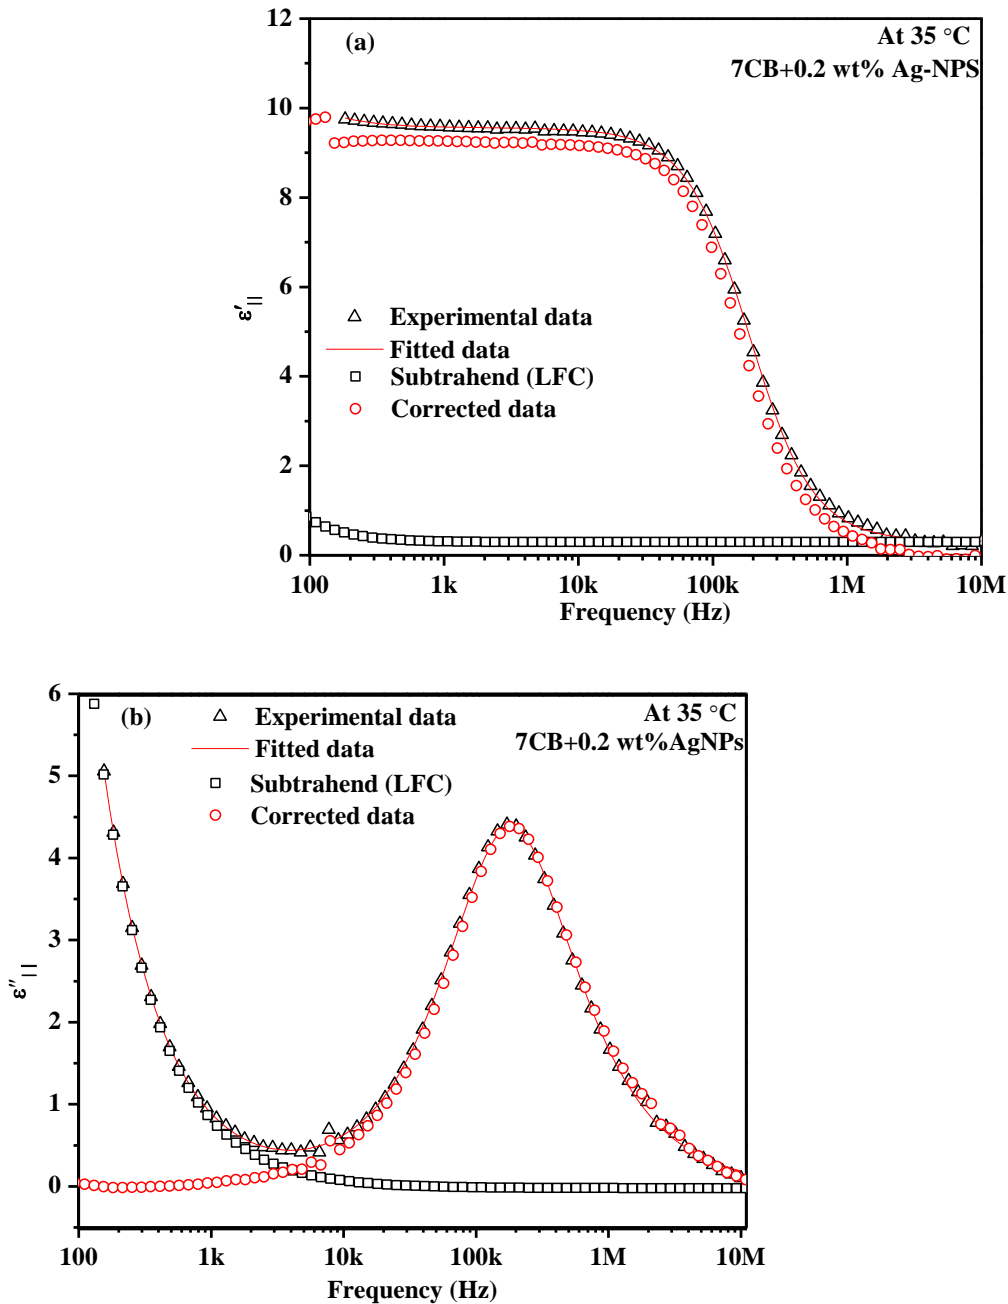 12
(a)
At 35 °C
7CB+0.2 wt% Ag-NPS
10
8
6
ε′||
Experimental data
Fitted data
4
Subtrahend (LFC)
Corrected data
2
0
100
1k
10k
100k
1M
10M
Frequency (Hz)
6
(b)
Experimental data
At 35 °C
Fitted data
7CB+0.2 wt%AgNPs
5
Subtrahend (LFC)
Corrected data
4
3
ε″||
2
1
0
100
1k
10k
100k
1M
10M
Frequency (Hz)